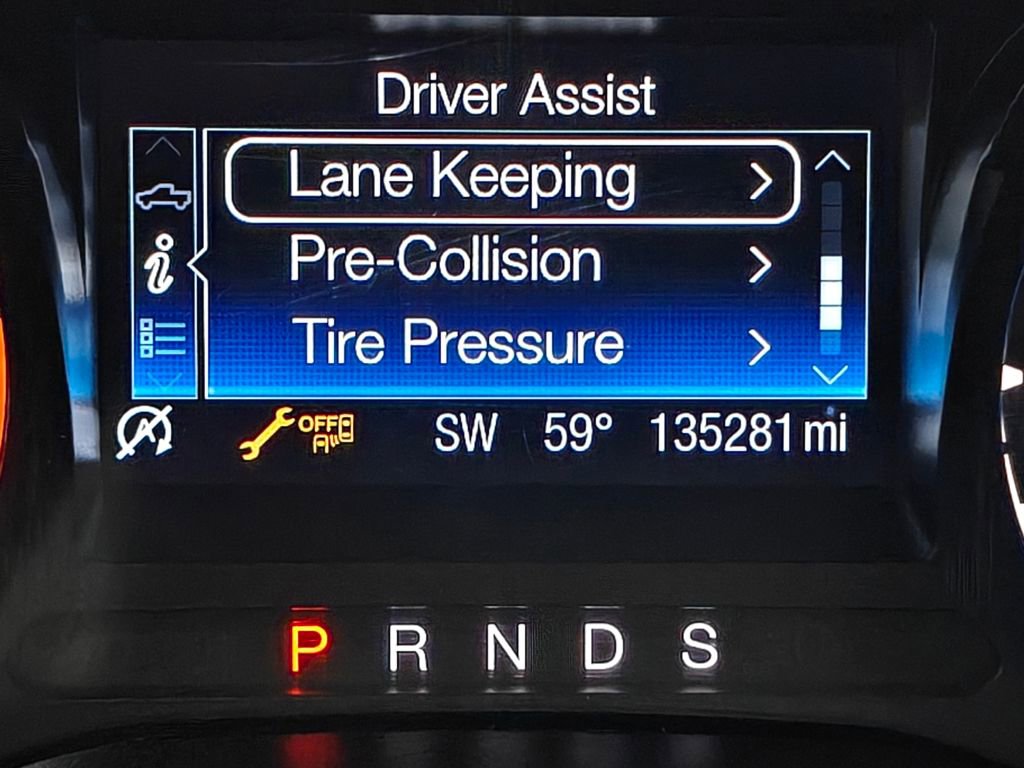 Driver Assist
Lane Keeping
Pre-Collision
Tire Pressure
OFF SW 59° 135281 mi
P R N D S